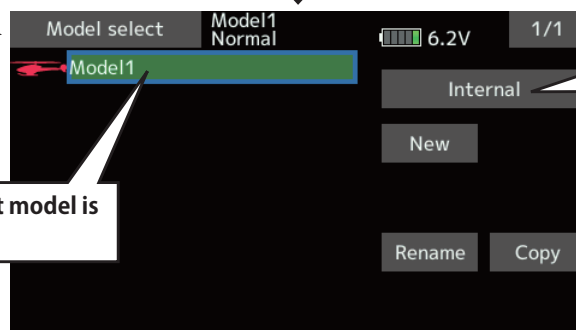 Model select
Model1
Normal
6.2V
1/1
Model1
Internal
New
t model is
Rename
Copy